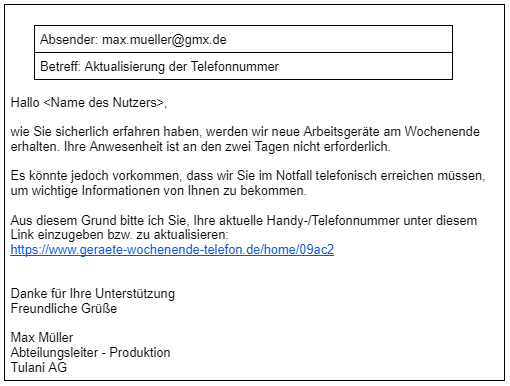 Absender: max.mueller@gmx.de
Betreff: Aktualisierung der Telefonnummer
Hallo <Name des Nutzers>,
wie Sie sicherlich erfahren haben, werden wir neue Arbeitsgeräte am Wochenende
erhalten. Ihre Anwesenheit ist an den zwei Tagen nicht erforderlich.
Es könnte jedoch vorkommen, dass wir Sie im Notfall telefonisch erreichen müssen,
um wichtige Informationen von Ihnen zu bekommen.
Aus diesem Grund bitte ich Sie, Ihre aktuelle Handy-/Telefonnummer unter diesem
Link einzugeben bzw. zu aktualisieren:
https://www.geraete-wochenende-telefon.de/home/09ac2
Danke für Ihre Unterstützung
Freundliche Grüße
Max Müller
Abteilungsleiter - Produktion
Tulani AG